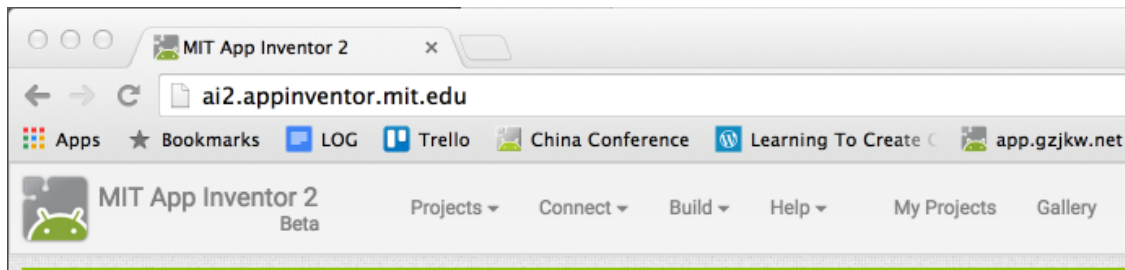 MIT App Inventor 2
ai2.appinventor.mit.edu
Apps Bookmarks LOG Trello China Conference Learning To Create app.gzjkw.net
MIT App Inventor 2 Projects Connect Build Help My Projects Gallery
Beta